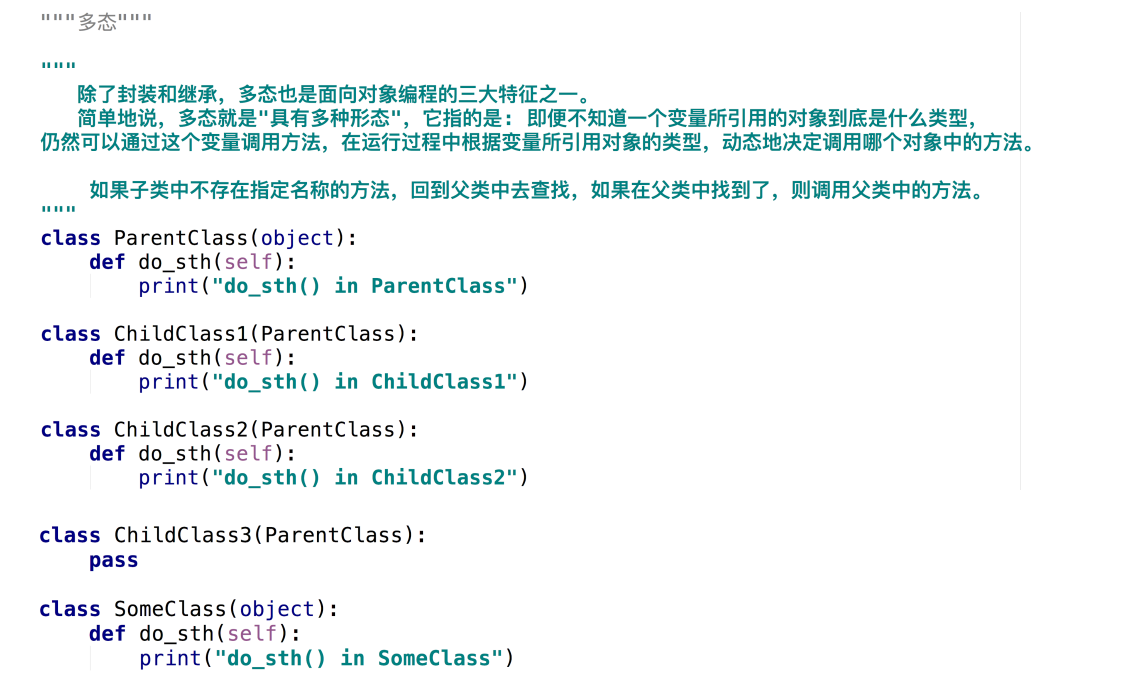 """多态"""
"""
除了封装和继承，多态也是面向对象编程的三大特征之一。
简单地说，多态就是"具有多种形态"，它指的是：即便不知道一个变量所引用的对象到底是什么类型，
仍然可以通过这个变量调用方法，在运行过程中根据变量所引用对象的类型，动态地决定调用哪个对象中的方法。
如果子类中不存在指定名称的方法，回到父类中去查找，如果在父类中找到了，则调用父类中的方法。
"""
class ParentClass(object):
    def do_sth(self):
        print("do_sth() in ParentClass")
class ChildClass1(ParentClass):
    def do_sth(self):
        print("do_sth() in ChildClass1")
class ChildClass2(ParentClass):
    def do_sth(self):
        print("do_sth() in ChildClass2")
class ChildClass3(ParentClass):
    pass
class SomeClass(object):
    def do_sth(self):
        print("do_sth() in SomeClass")